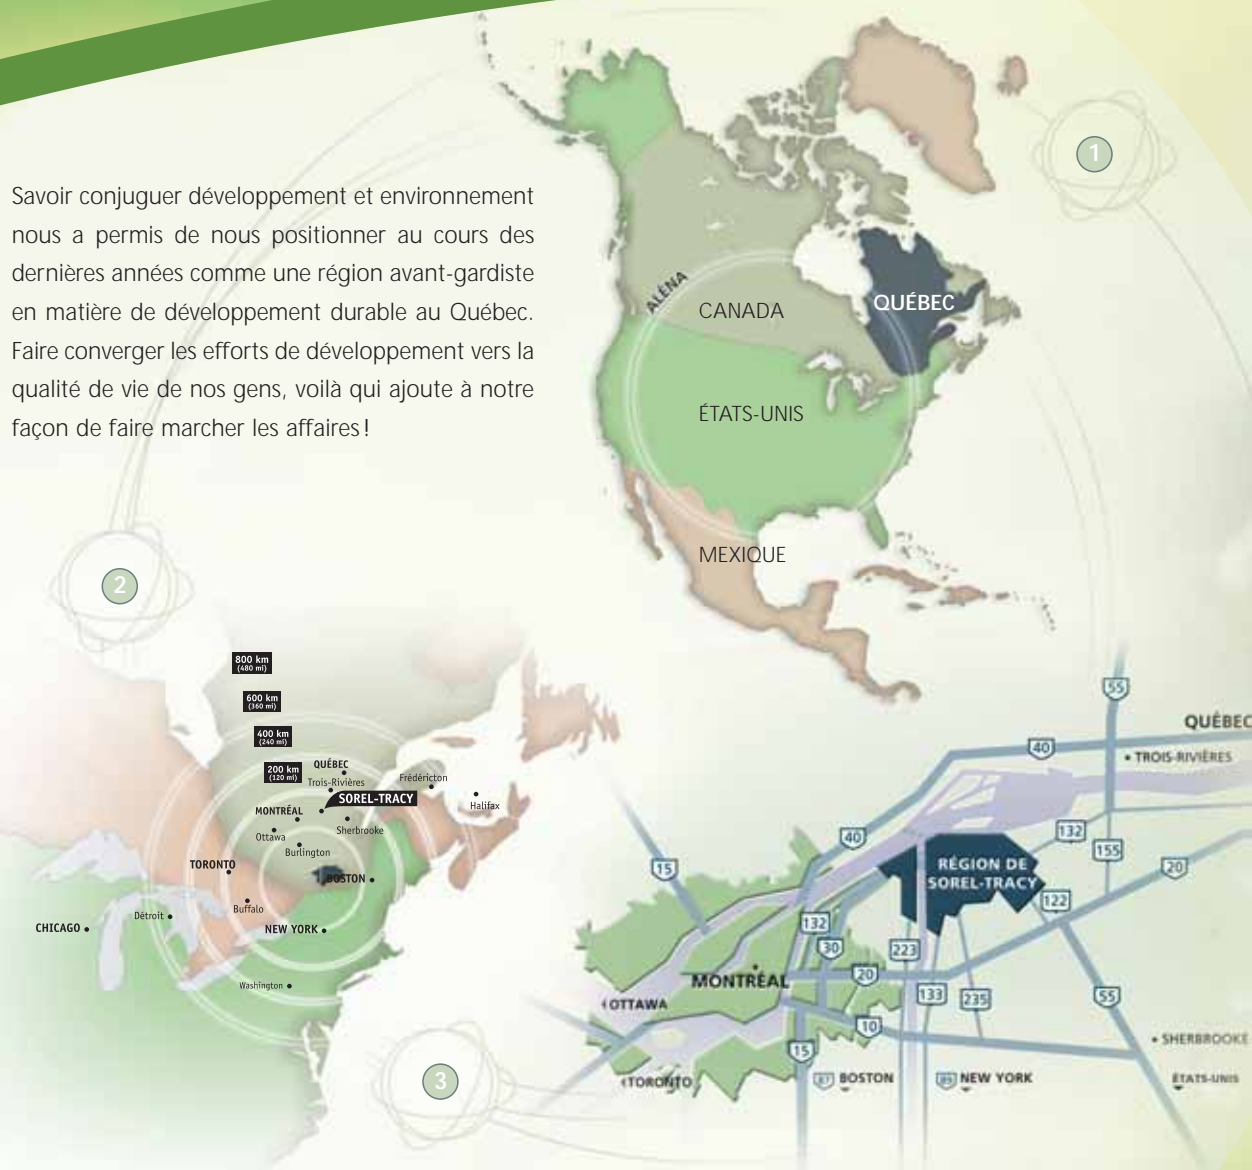 Savoir conjuguer développement et environnement
nous a permis de nous positionner au cours des
dernières années comme une région avant-gardiste
en matière de développement durable au Québec.
Faire converger les efforts de développement vers la
qualité de vie de nos gens, voilà qui ajoute à notre
façon de faire marcher les affaires !
1
ALÉNA
CANADA
QUÉBEC
ÉTATS-UNIS
MEXIQUE
2
800 km
(480 mi)
600 km
(360 mi)
400 km
(240 mi)
200 km
(120 mi)
QUÉBEC
Trois-Rivières
Frédéricton
SOREL-TRACY
Halifax
MONTRÉAL
Ottawa
Sherbrooke
Burlington
TORONTO
BOSTON
Buffalo
Détroit
CHICAGO
NEW YORK
Washington
3
55
QUÉBEC
40
TROIS-RIVIÈRES
40
132
155
15
RÉGION DE
SOREL-TRACY
20
122
132
30
223
MONTRÉAL
20
133
235
55
OTTAWA
10
15
SHERBROOKE
TORONTO
87 BOSTON
89 NEW YORK
ÉTATS-UNIS